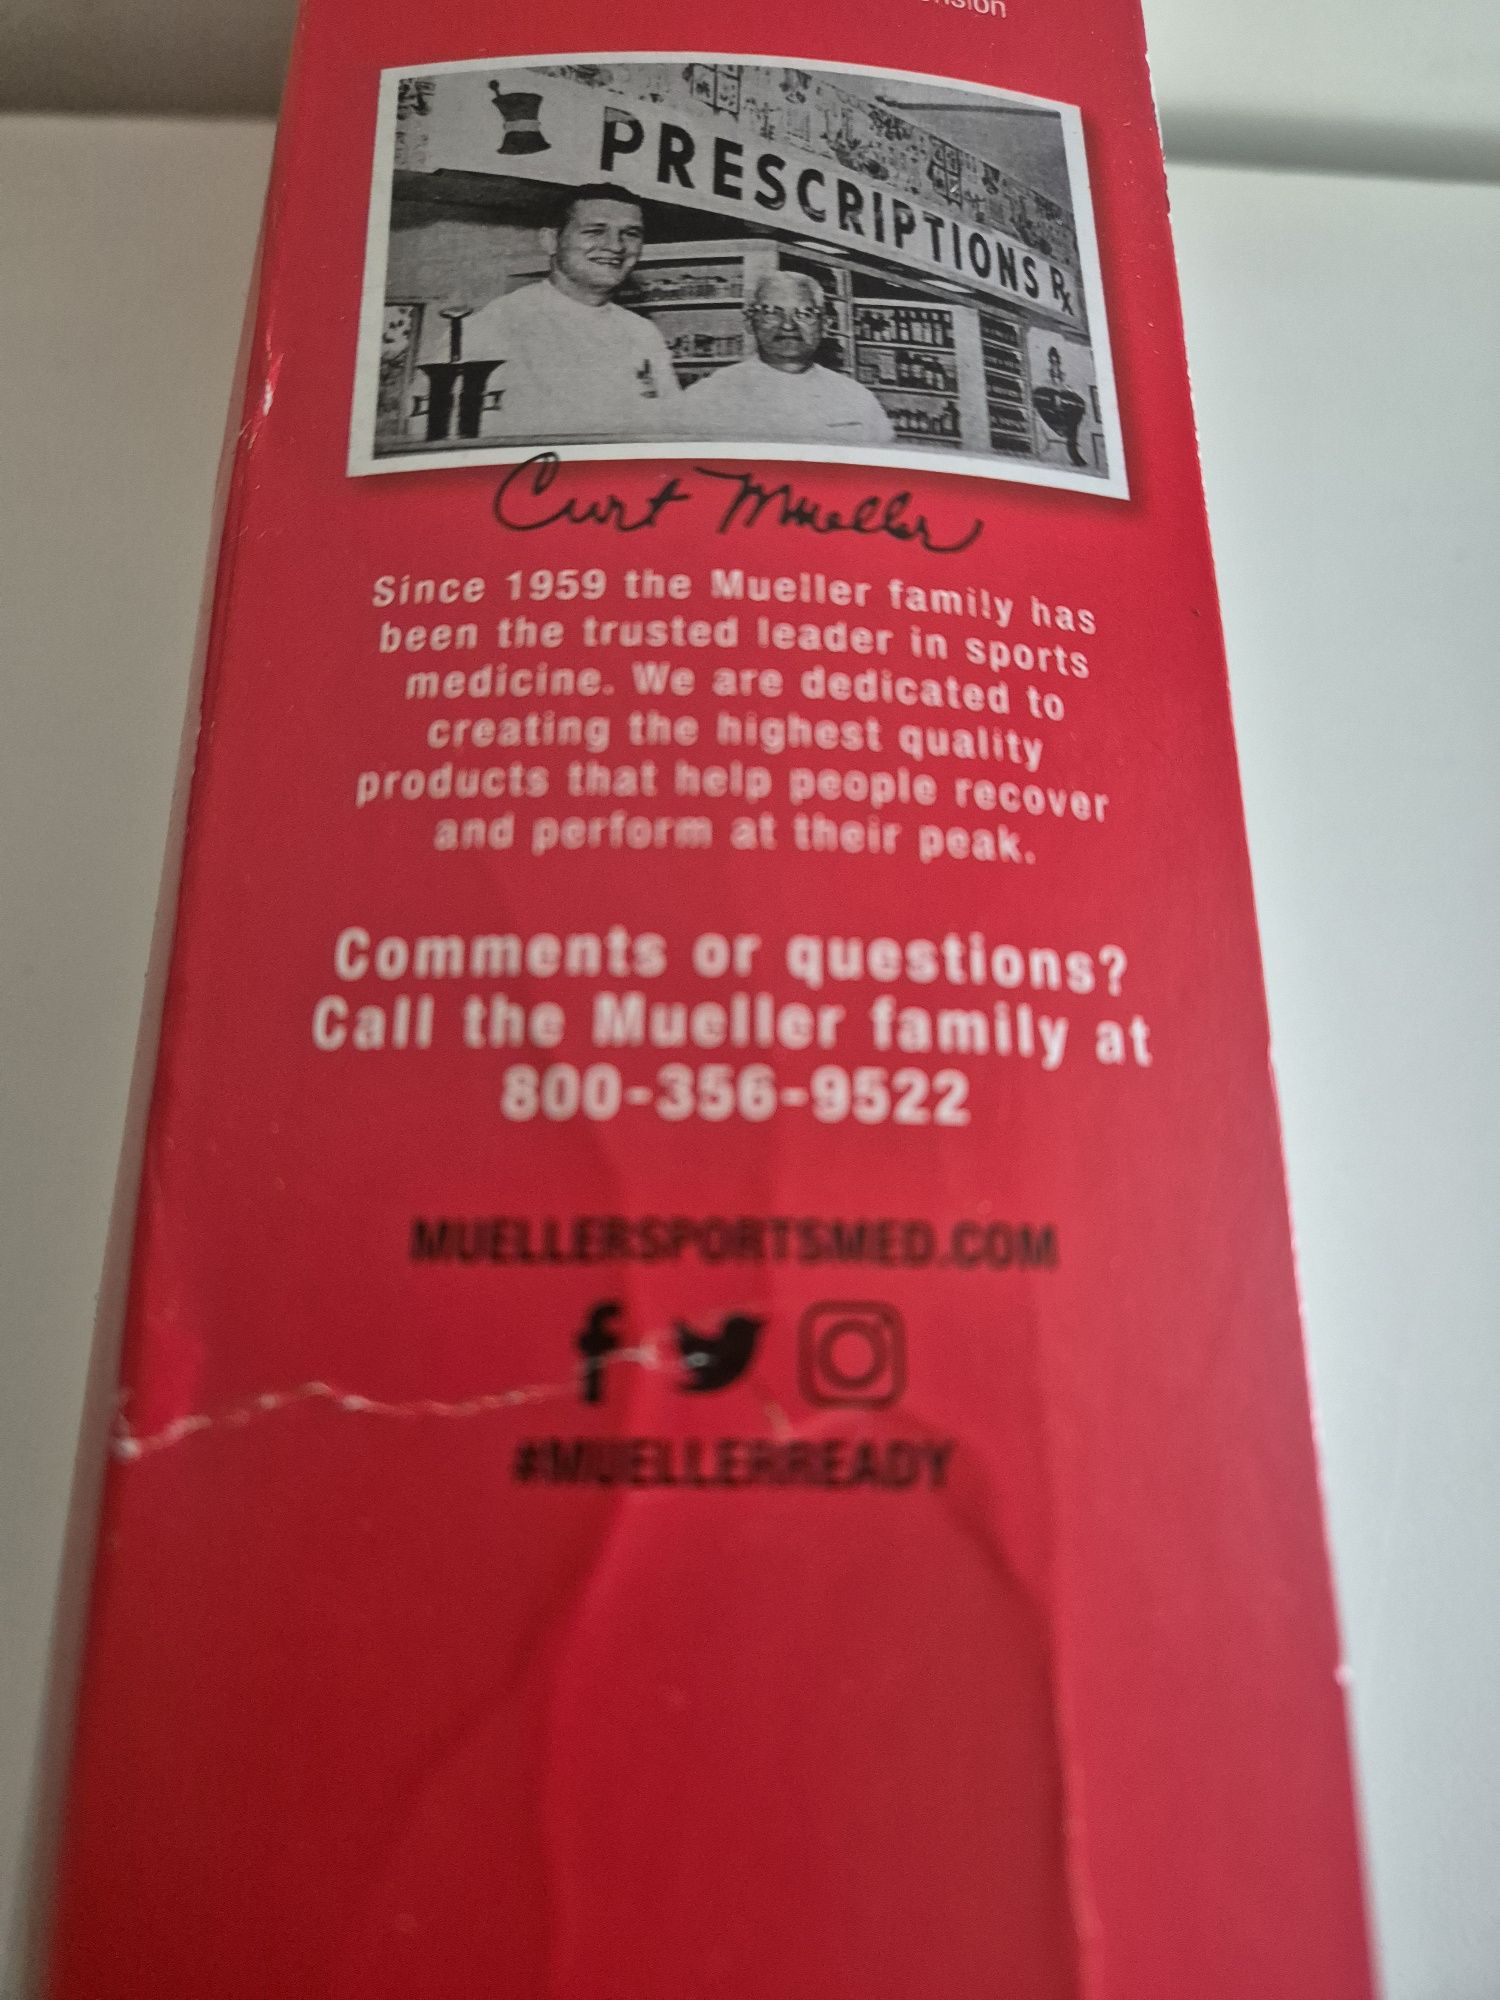 PRESCRIPTIONS Rx
Curt Mueller
Since 1959 the Mueller family has
been the trusted leader in sports
medicine. We are dedicated to
creating the highest quality
products that help people recover
and perform at their peak.
Comments or questions?
Call the Mueller family at
800-356-9522
MUELLERSPORTSMED.COM
#MUELLERREADY